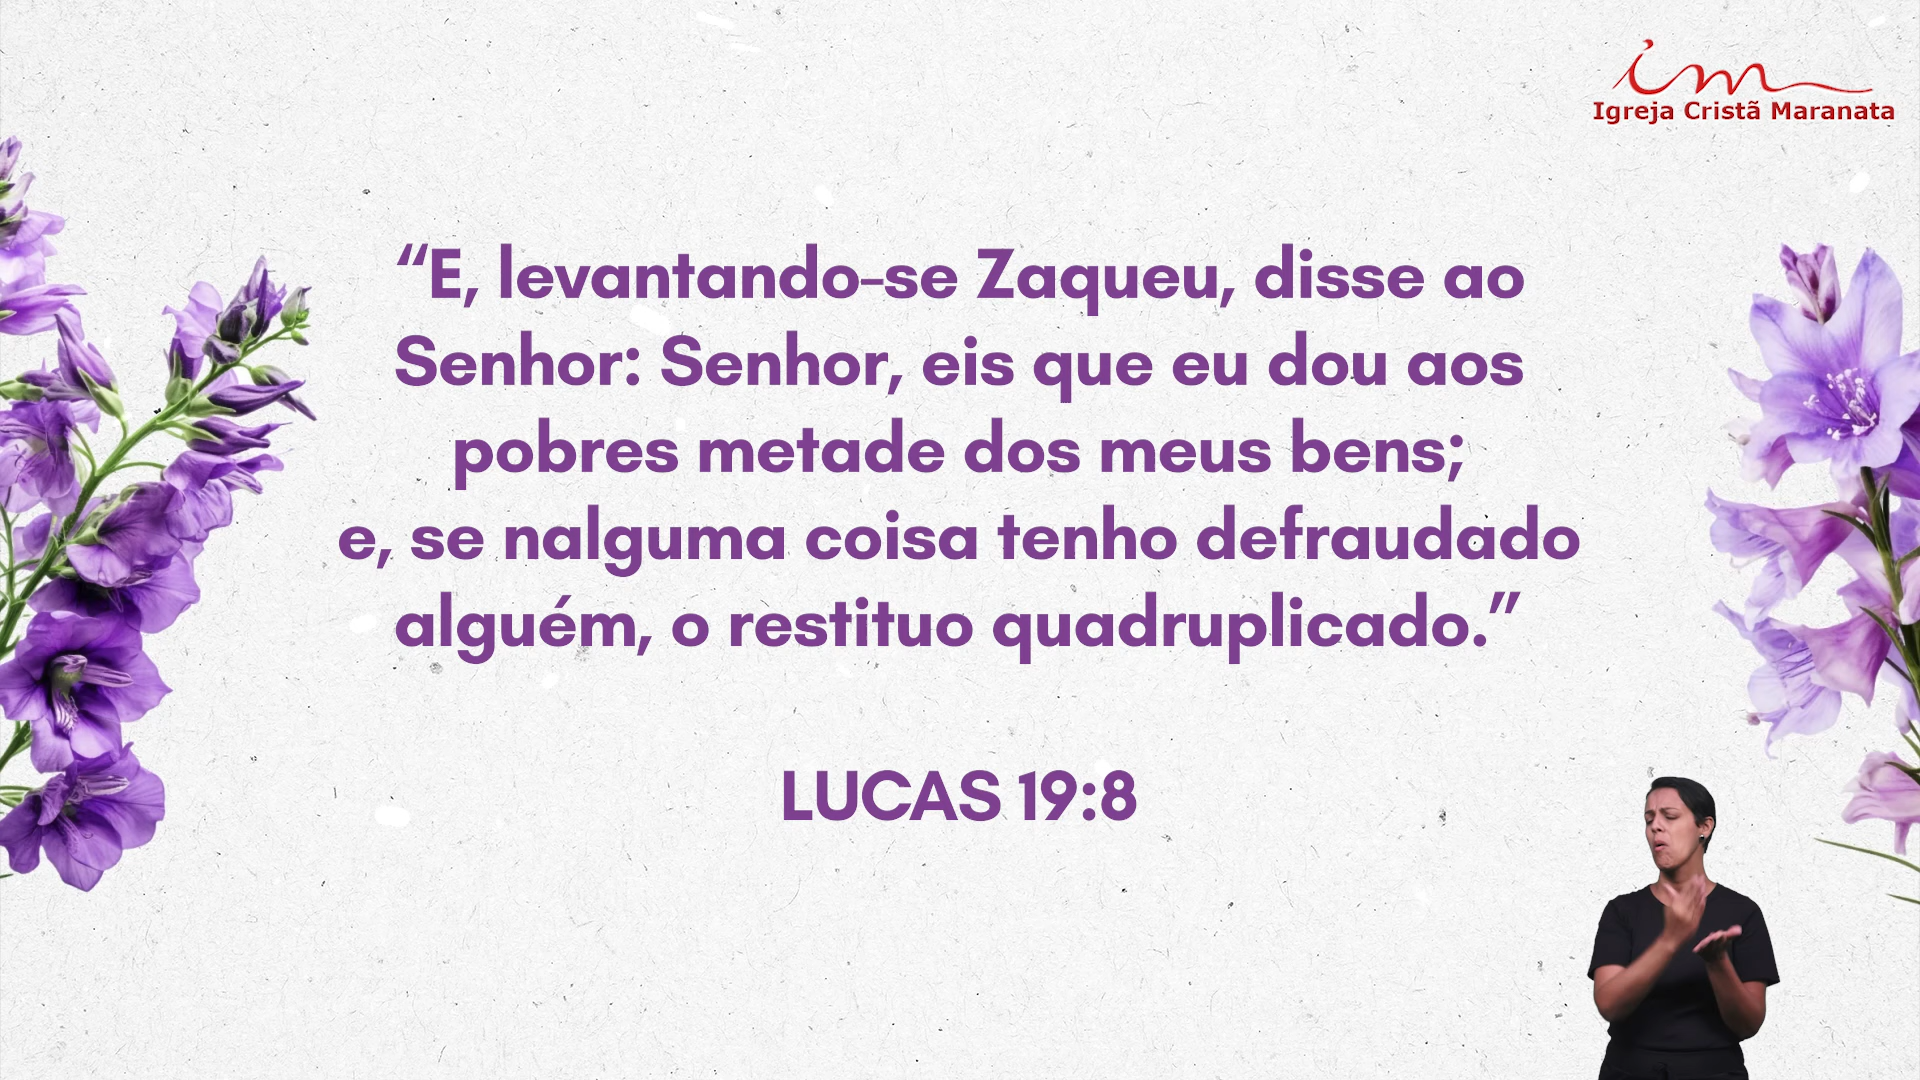 im
Igreja Cristã Maranata
“E, levantando-se Zaqueu, disse ao
Senhor: Senhor, eis que eu dou aos
pobres metade dos meus bens;
e, se nalguma coisa tenho defraudado
alguém, o restituo quadruplicado.”
LUCAS 19:8